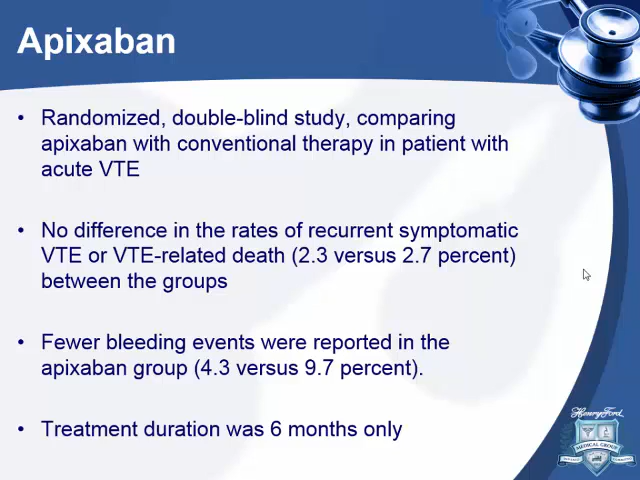 Apixaban
• Randomized, double-blind study, comparing
apixaban with conventional therapy in patient with
acute VTE
• No difference in the rates of recurrent symptomatic
VTE or VTE-related death (2.3 versus 2.7 percent)
between the groups
• Fewer bleeding events were reported in the
apixaban group (4.3 versus 9.7 percent).
• Treatment duration was 6 months only
Henry Ford
MEDICAL GROUP